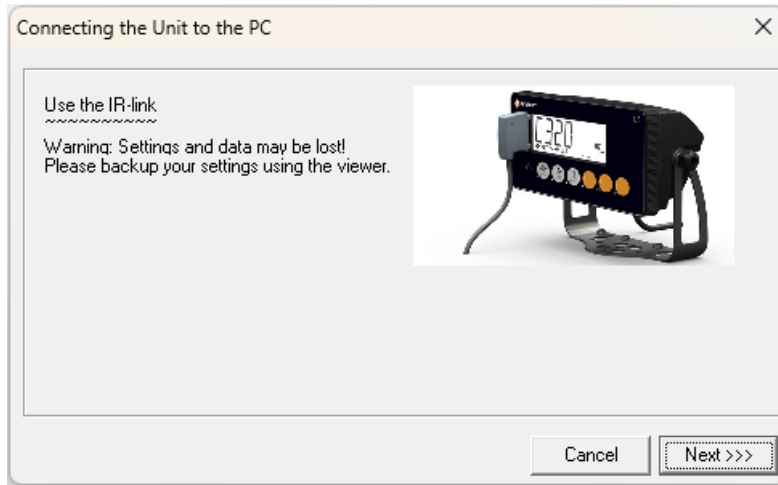 Connecting the Unit to the PC
Use the IR-link
~~~~~~~~~~
Warning: Settings and data may be lost!
Please backup your settings using the viewer.
C320
Cancel
Next >>>